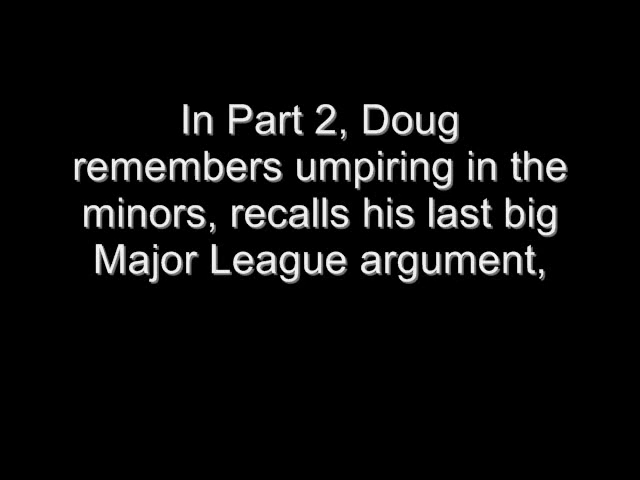 In Part 2, Doug
remembers umpiring in the
minors, recalls his last big
Major League argument,